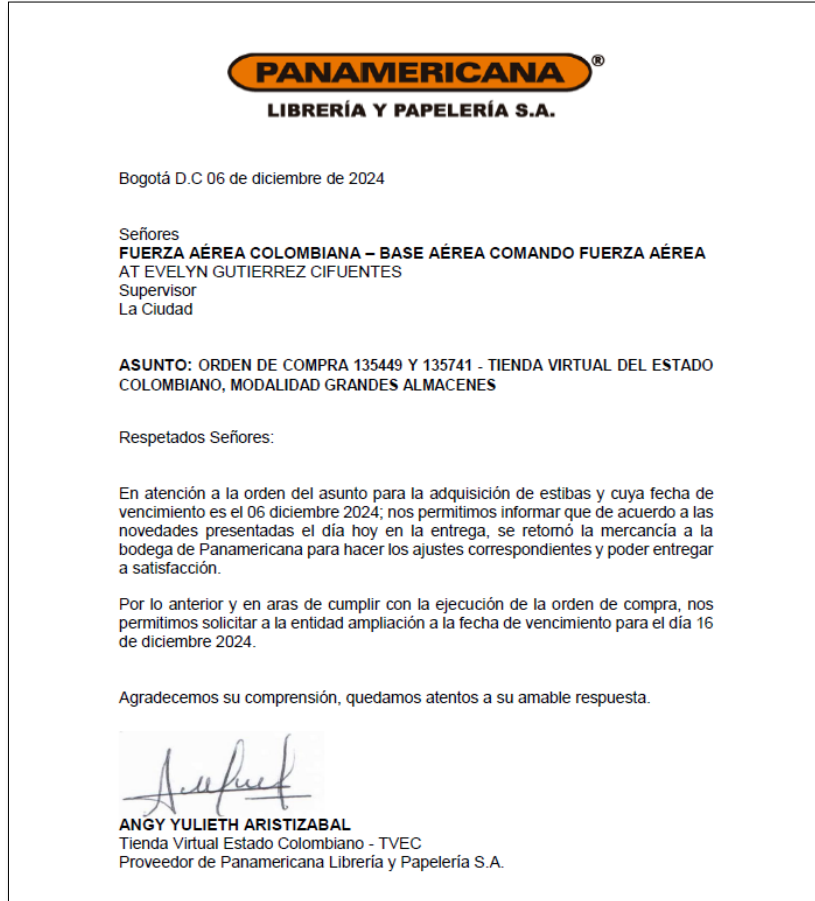 PANAMERICANA®
LIBRERÍA Y PAPELERÍA S.A.
Bogotá D.C 06 de diciembre de 2024
Señores
FUERZA AÉREA COLOMBIANA – BASE AÉREA COMANDO FUERZA AÉREA
AT EVELYN GUTIERREZ CIFUENTES
Supervisor
La Ciudad
ASUNTO: ORDEN DE COMPRA 135449 Y 135741 - TIENDA VIRTUAL DEL ESTADO
COLOMBIANO, MODALIDAD GRANDES ALMACENES
Respetados Señores:
En atención a la orden del asunto para la adquisición de estibas y cuya fecha de
vencimiento es el 06 diciembre 2024; nos permitimos informar que de acuerdo a las
novedades presentadas el día hoy en la entrega, se retornó la mercancía a la
bodega de Panamericana para hacer los ajustes correspondientes y poder entregar
a satisfacción.
Por lo anterior y en aras de cumplir con la ejecución de la orden de compra, nos
permitimos solicitar a la entidad ampliación a la fecha de vencimiento para el día 16
de diciembre 2024.
Agradecemos su comprensión, quedamos atentos a su amable respuesta.
ANGY YULIETH ARISTIZABAL
Tienda Virtual Estado Colombiano - TVEC
Proveedor de Panamericana Librería y Papelería S.A.